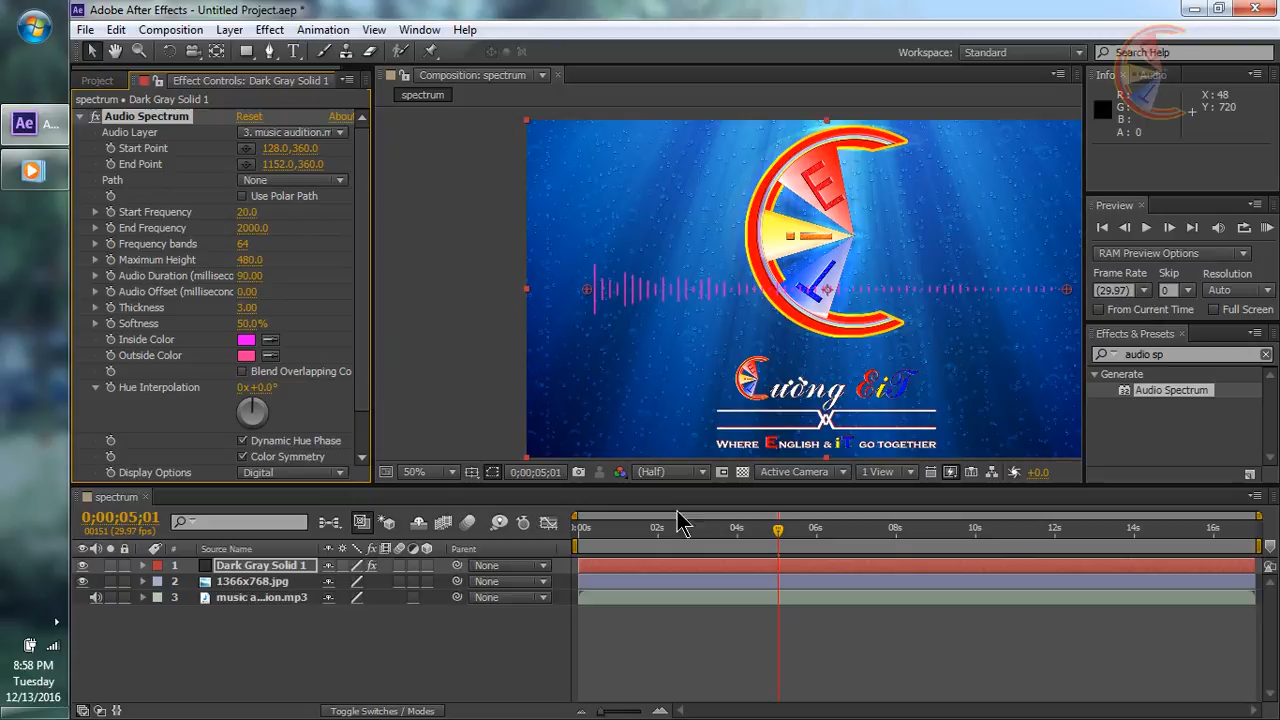 Adobe After Effects - Untitled Project.aep *
File Edit Composition Layer Effect Animation View Window Help
Workspace: Standard
Search Help
Project
Effect Controls: Dark Gray Solid 1
Composition: spectrum
Info
Audio
spectrum • Dark Gray Solid 1
spectrum
R:
G:
B:
A: 0
X: 48
Y: 720
fx Audio Spectrum Reset Abou
Audio Layer 3. music audition.m
Start Point 128.0,360.0
End Point 1152.0,360.0
Path None
Use Polar Path
Start Frequency 20.0
End Frequency 2000.0
Frequency bands 64
Maximum Height 480.0
Audio Duration (milliseco 90.00
Audio Offset (millisecond 0.00
Thickness 3.00
Softness 50.0%
Inside Color
Outside Color
Blend Overlapping Co
Hue Interpolation 0x+0.0°
Dynamic Hue Phase
Color Symmetry
Display Options Digital
E
i
T
Cường EiT
Where English & iT go together
Preview
RAM Preview Options
Frame Rate Skip Resolution
(29.97) 0 Auto
From Current Time Full Screen
Effects & Presets
audio sp
Generate
Audio Spectrum
50% 0;00;05;01 (Half) Active Camera 1 View +0.0
spectrum
0;00;05;01
00151 (29.97 fps)
:00s 02s 04s 06s 08s 10s 12s 14s 16s
# Source Name fx Parent
1 Dark Gray Solid 1 fx None
2 1366x768.jpg None
3 music a...ion.mp3 None
Toggle Switches / Modes
Ae A...
8:58 PM
Tuesday
12/13/2016